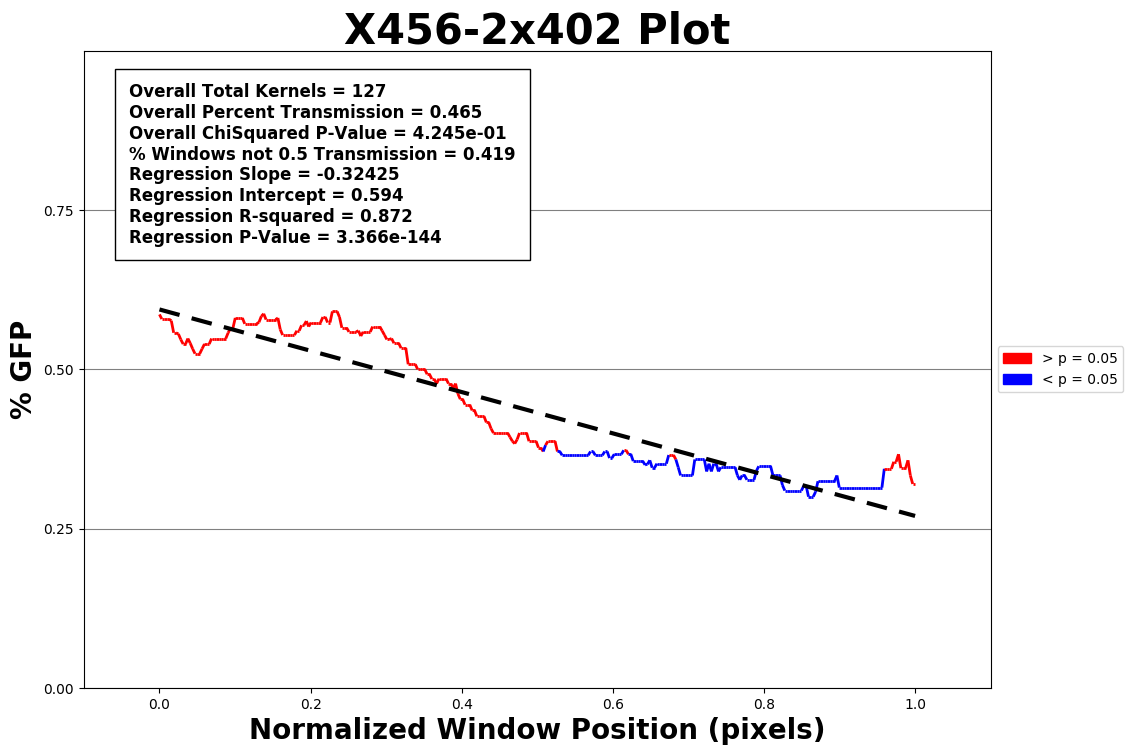 X456-2x402 Plot
Overall Total Kernels = 127
Overall Percent Transmission = 0.465
Overall ChiSquared P-Value = 4.245e-01
% Windows not 0.5 Transmission = 0.419
Regression Slope = -0.32425
Regression Intercept = 0.594
Regression R-squared = 0.872
Regression P-Value = 3.366e-144
% GFP
0.75
0.50
0.25
0.00
> p = 0.05
< p = 0.05
0.0 0.2 0.4 0.6 0.8 1.0
Normalized Window Position (pixels)